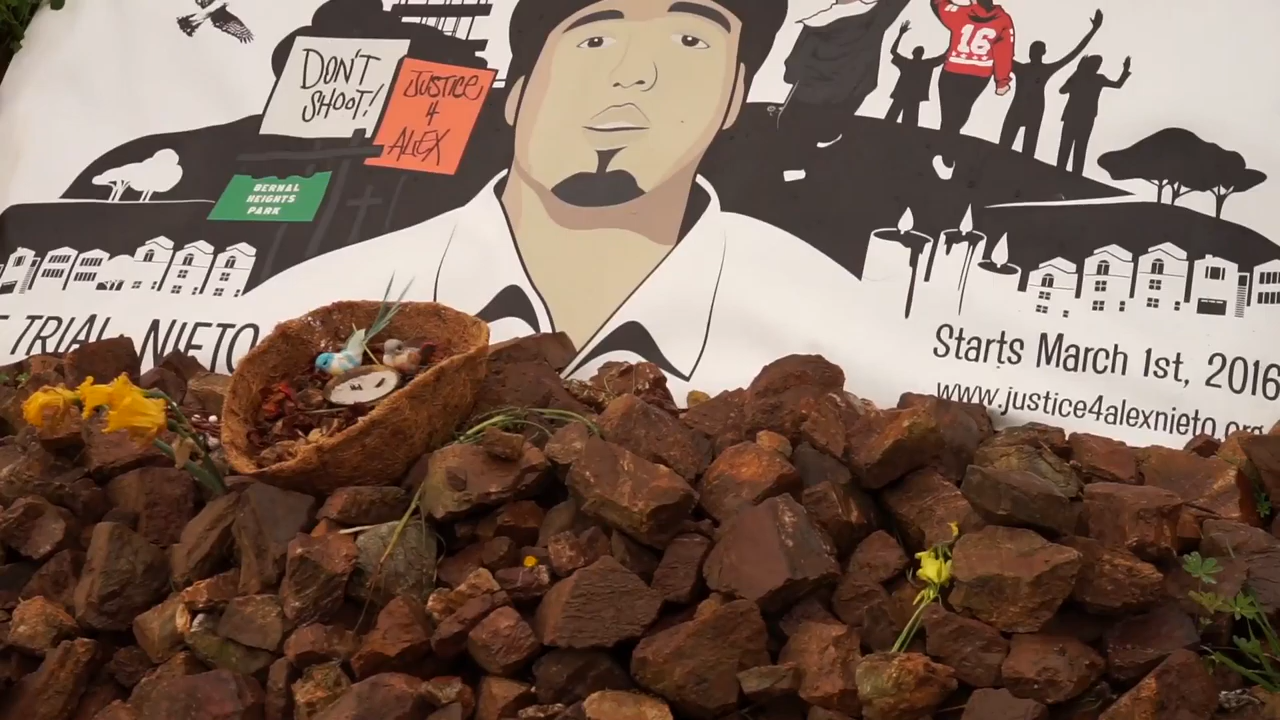 DON'T
SHOOT!
JUSTICE
4
ALEX
BERNAL
HEIGHTS
PARK
16
TRIAL NIETO
Starts March 1st, 2016
www.justice4alexnieto.org